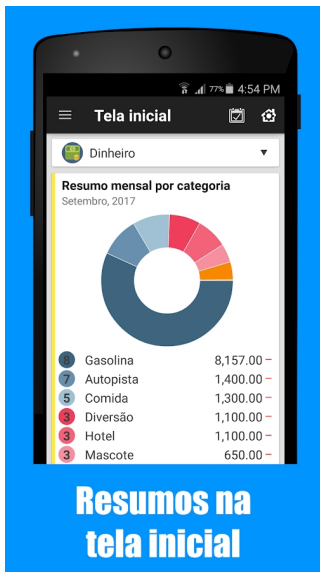 77% 4:54 PM
Tela inicial
Dinheiro
Resumo mensal por categoria
Setembro, 2017
8 Gasolina 8,157.00 −
7 Autopista 1,400.00 −
5 Comida 1,300.00 −
3 Diversão 1,100.00 −
3 Hotel 1,100.00 −
3 Mascote 650.00 −
Resumos na
tela inicial